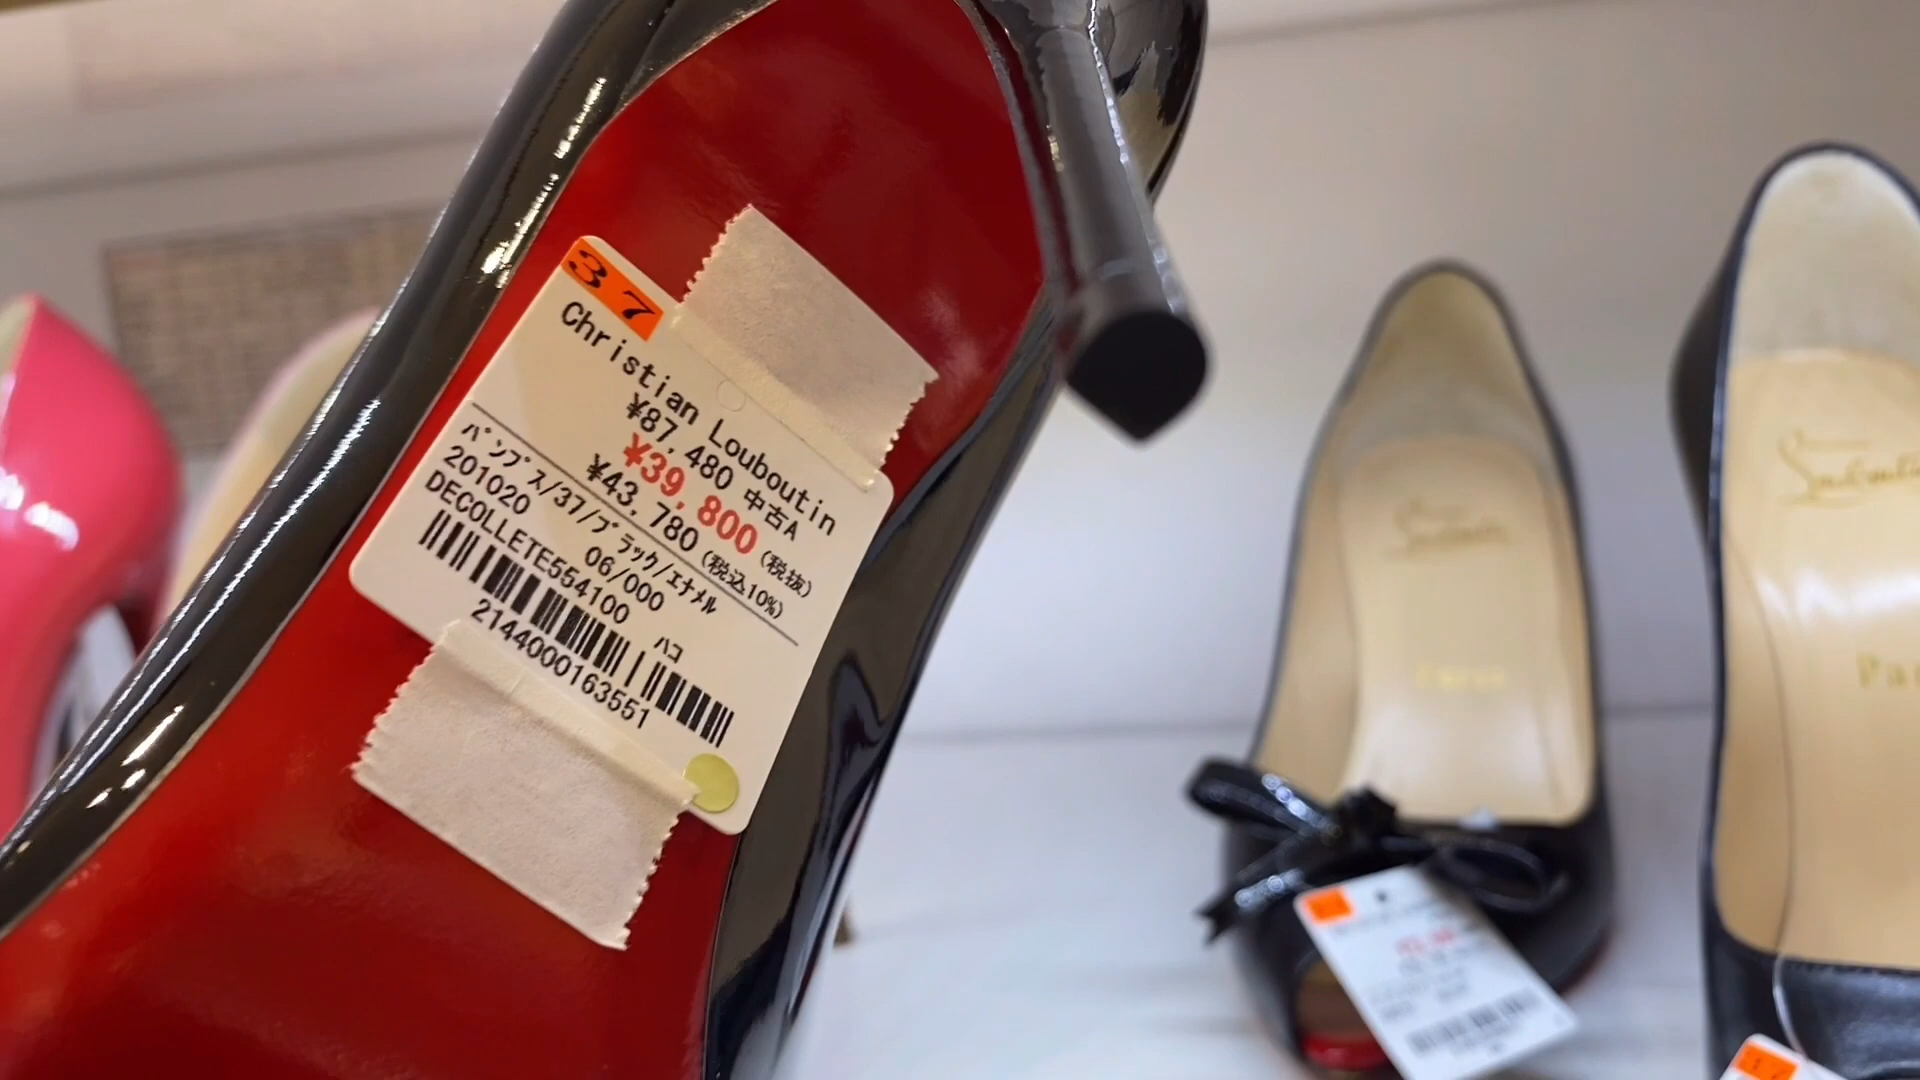 37
Christian Louboutin
¥87,480 中古A
¥39,800 (税抜)
¥43,780 (税込10%)
パンプス/37/ブラック/エナメル
201020 06/000
DECOLLETE554100 ハコ
2144000163551